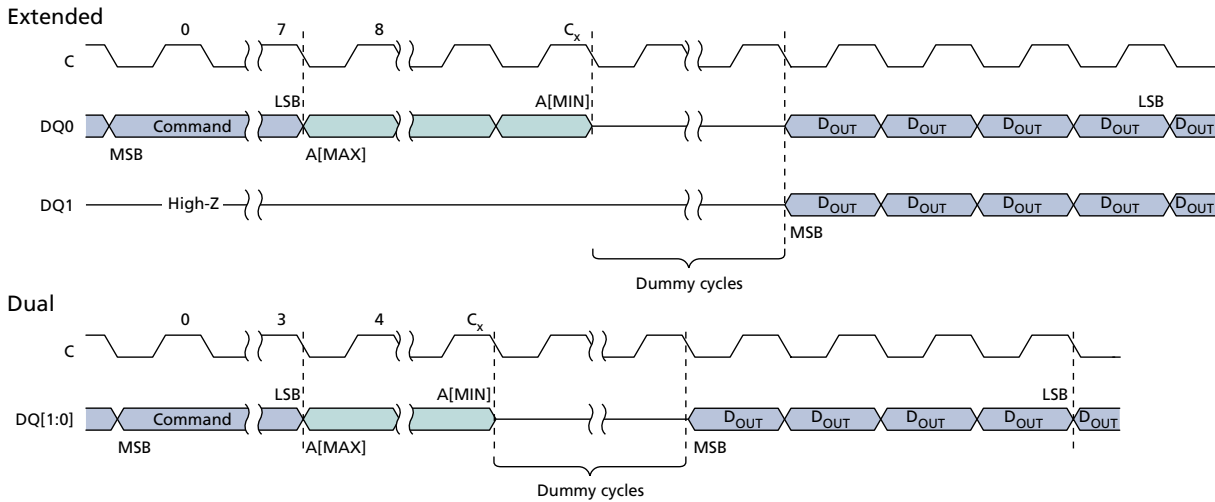 Extended
0 7 8 Cx
C
LSB A[MIN] LSB
DQ0 Command DOUT DOUT DOUT DOUT DOUT
MSB A[MAX]
DQ1 High-Z DOUT DOUT DOUT DOUT DOUT
MSB
Dummy cycles
Dual
0 3 4 Cx
C
LSB A[MIN] LSB
DQ[1:0] Command DOUT DOUT DOUT DOUT DOUT
MSB A[MAX] MSB
Dummy cycles